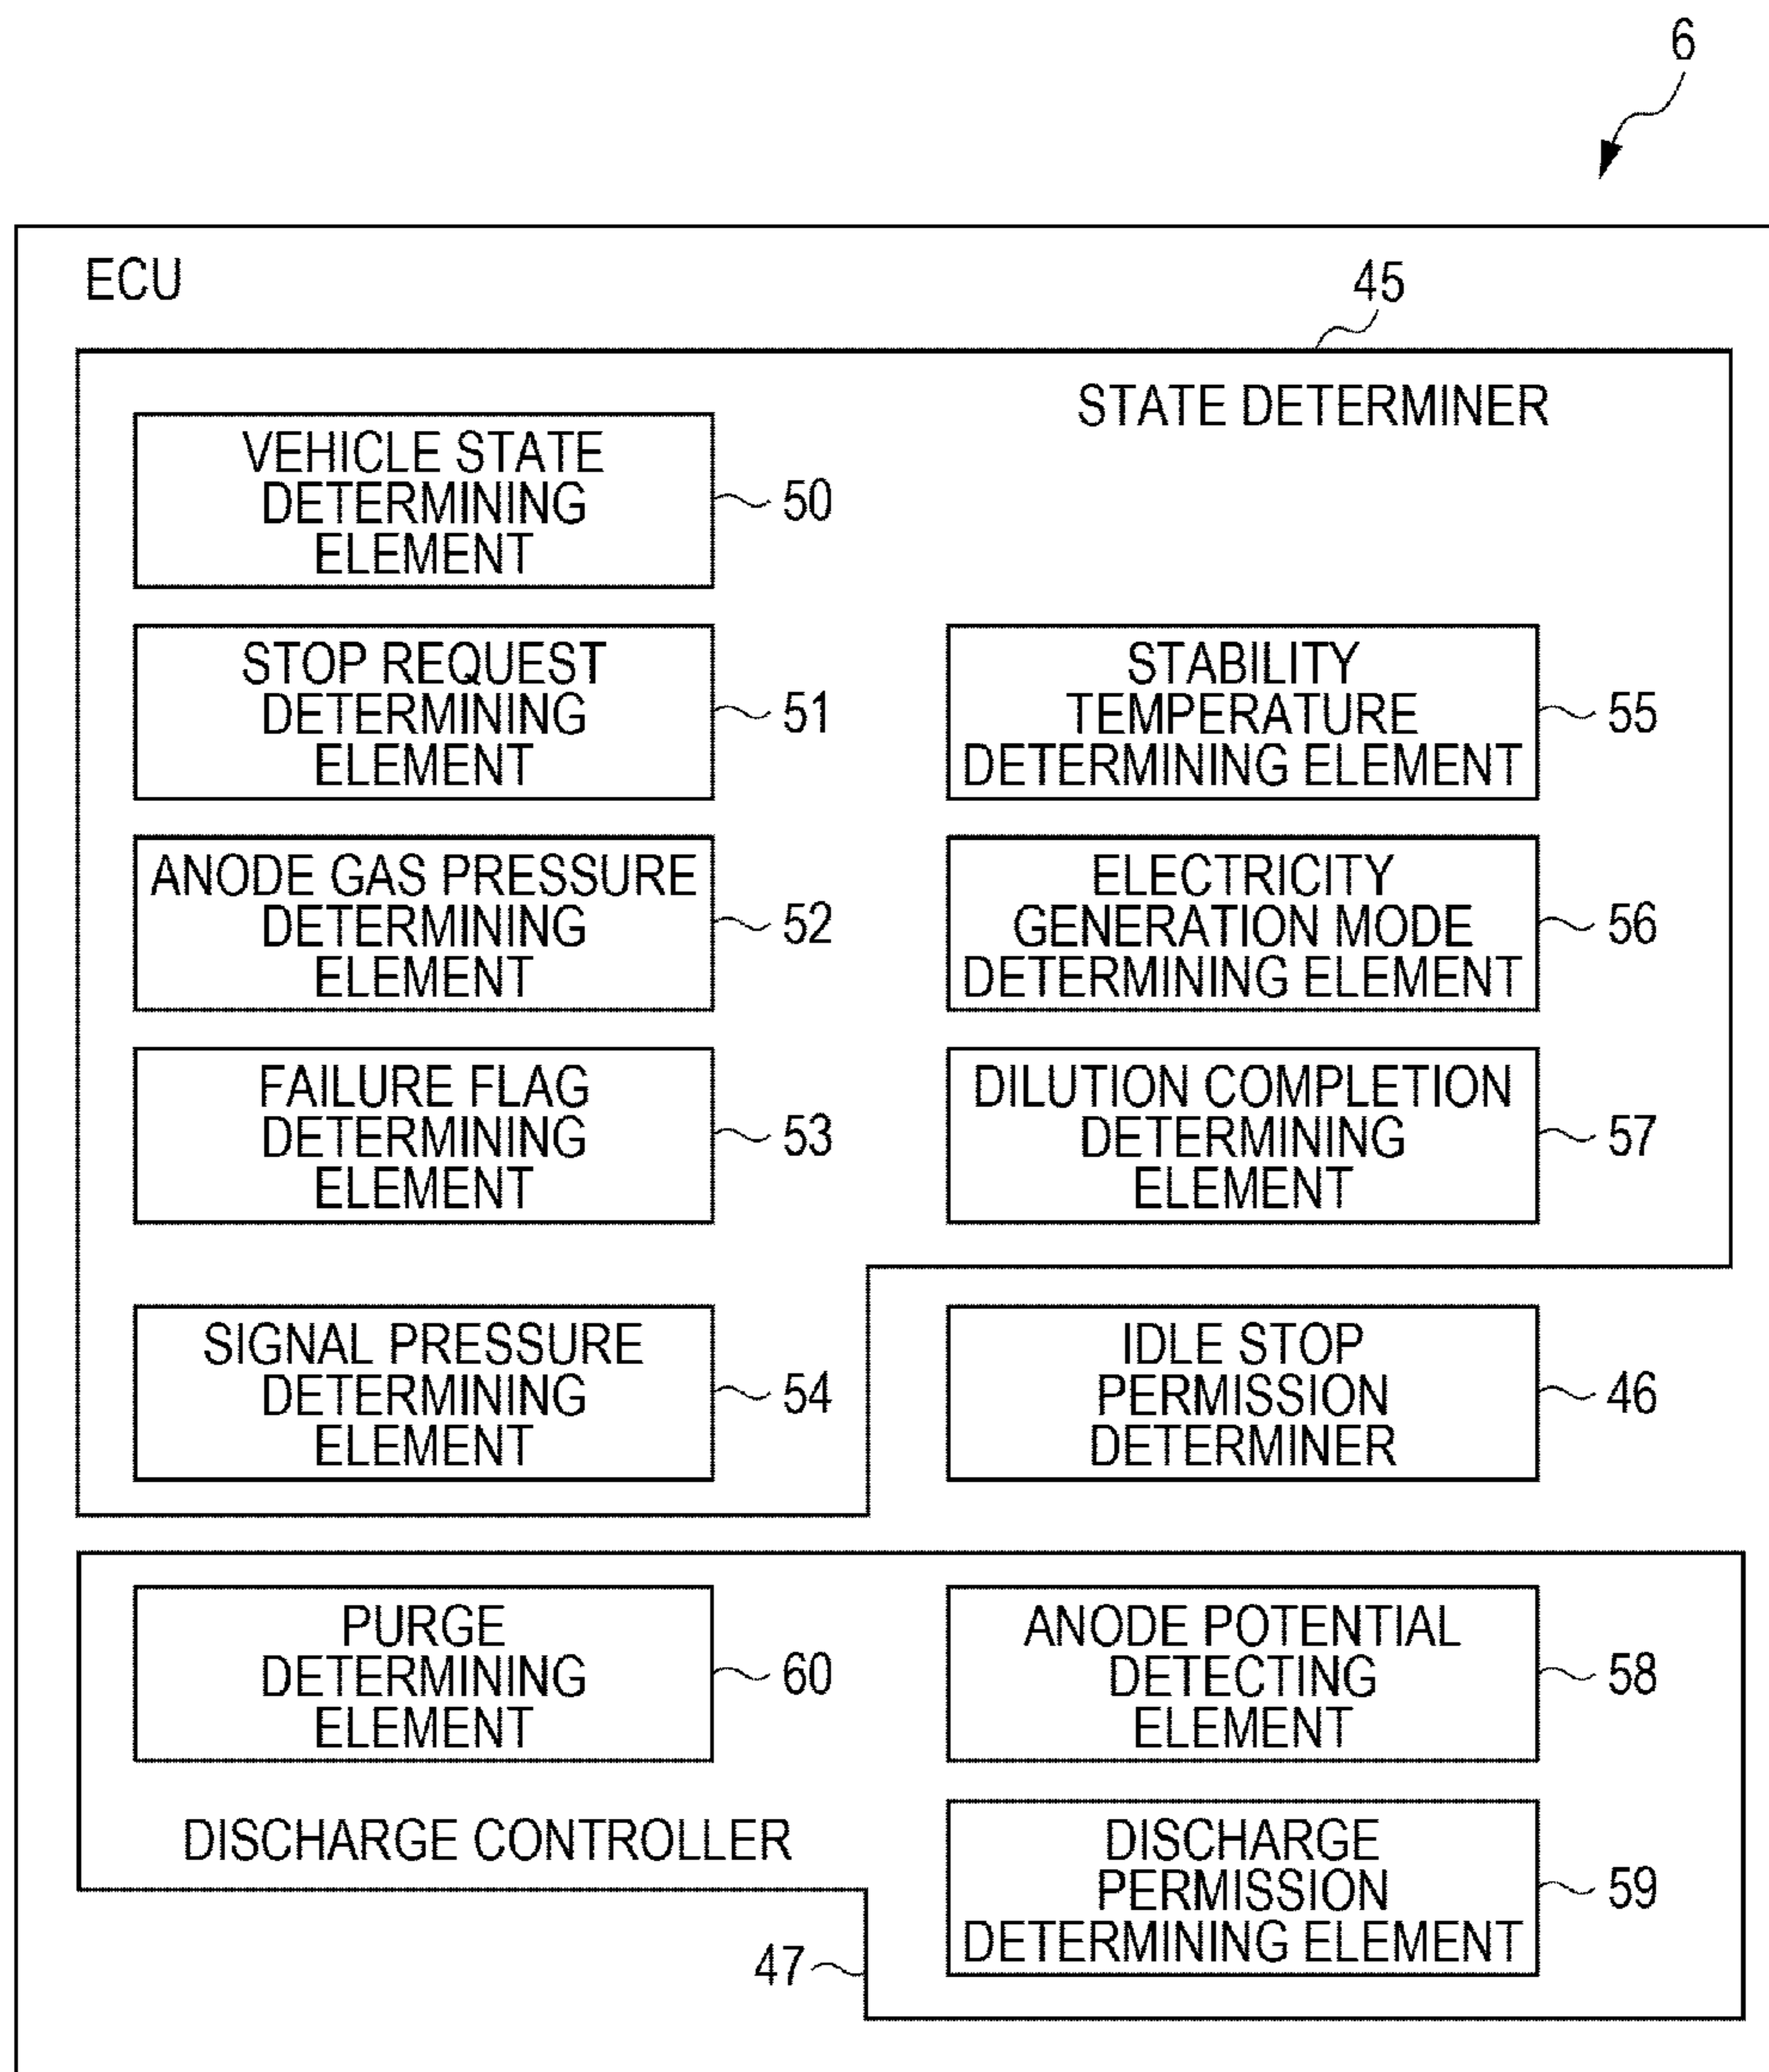 6
ECU
45
STATE DETERMINER
VEHICLE STATE
DETERMINING
ELEMENT
50
STOP REQUEST
DETERMINING
ELEMENT
51
ANODE GAS PRESSURE
DETERMINING
ELEMENT
52
FAILURE FLAG
DETERMINING
ELEMENT
53
SIGNAL PRESSURE
DETERMINING
ELEMENT
54
STABILITY
TEMPERATURE
DETERMINING ELEMENT
55
ELECTRICITY
GENERATION MODE
DETERMINING ELEMENT
56
DILUTION COMPLETION
DETERMINING
ELEMENT
57
IDLE STOP
PERMISSION
DETERMINER
46
PURGE
DETERMINING
ELEMENT
60
DISCHARGE CONTROLLER
ANODE POTENTIAL
DETECTING
ELEMENT
58
DISCHARGE
PERMISSION
DETERMINING ELEMENT
59
47